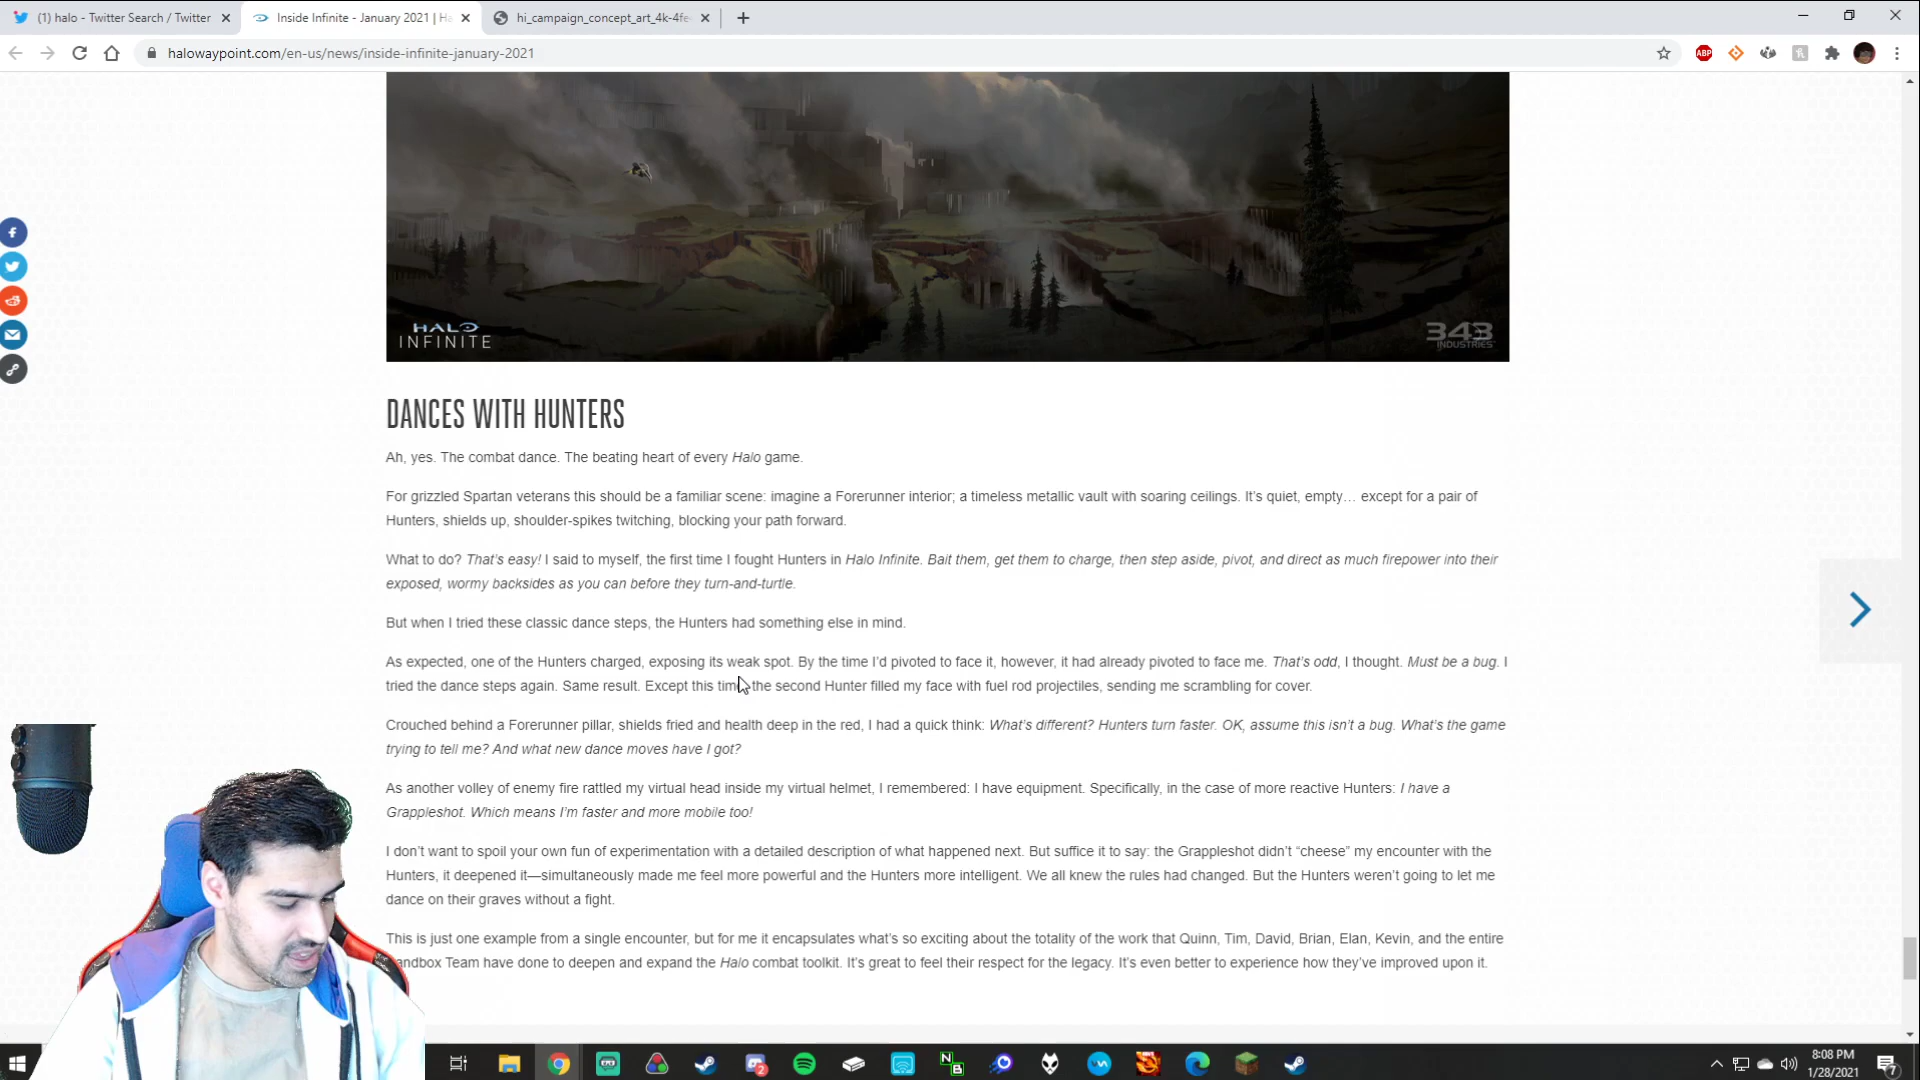 (1) halo - Twitter Search / Twitter
Inside Infinite - January 2021 | Ha
hi_campaign_concept_art_4k-4fe
halowaypoint.com/en-us/news/inside-infinite-january-2021
ABP
HALO
INFINITE
343
INDUSTRIES
DANCES WITH HUNTERS
Ah, yes. The combat dance. The beating heart of every Halo game.
For grizzled Spartan veterans this should be a familiar scene: imagine a Forerunner interior; a timeless metallic vault with soaring ceilings. It's quiet, empty… except for a pair of
Hunters, shields up, shoulder-spikes twitching, blocking your path forward.
What to do? That's easy! I said to myself, the first time I fought Hunters in Halo Infinite. Bait them, get them to charge, then step aside, pivot, and direct as much firepower into their
exposed, wormy backsides as you can before they turn-and-turtle.
But when I tried these classic dance steps, the Hunters had something else in mind.
As expected, one of the Hunters charged, exposing its weak spot. By the time I'd pivoted to face it, however, it had already pivoted to face me. That's odd, I thought. Must be a bug. I
tried the dance steps again. Same result. Except this time the second Hunter filled my face with fuel rod projectiles, sending me scrambling for cover.
Crouched behind a Forerunner pillar, shields fried and health deep in the red, I had a quick think: What's different? Hunters turn faster. OK, assume this isn't a bug. What's the game
trying to tell me? And what new dance moves have I got?
As another volley of enemy fire rattled my virtual head inside my virtual helmet, I remembered: I have equipment. Specifically, in the case of more reactive Hunters: I have a
Grappleshot. Which means I'm faster and more mobile too!
I don't want to spoil your own fun of experimentation with a detailed description of what happened next. But suffice it to say: the Grappleshot didn't “cheese” my encounter with the
Hunters, it deepened it—simultaneously made me feel more powerful and the Hunters more intelligent. We all knew the rules had changed. But the Hunters weren't going to let me
dance on their graves without a fight.
This is just one example from a single encounter, but for me it encapsulates what's so exciting about the totality of the work that Quinn, Tim, David, Brian, Elan, Kevin, and the entire
andbox Team have done to deepen and expand the Halo combat toolkit. It's great to feel their respect for the legacy. It's even better to experience how they've improved upon it.
2
N
B
8:08 PM
1/28/2021
7